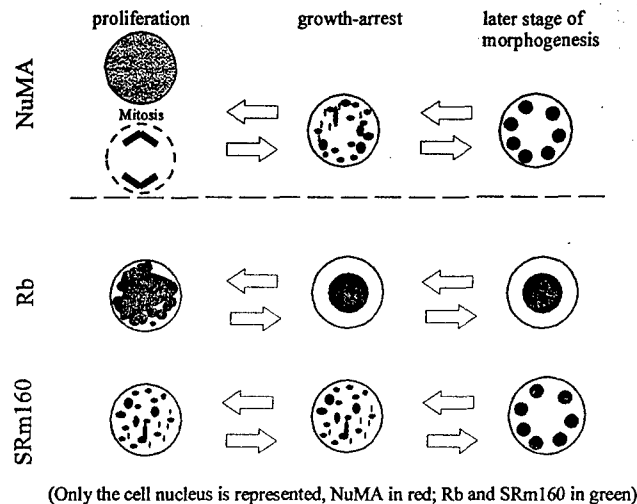 proliferation
growth-arrest
later stage of
morphogenesis
NuMA
Mitosis
Rb
SRm160
(Only the cell nucleus is represented, NuMA in red; Rb and SRm160 in green)